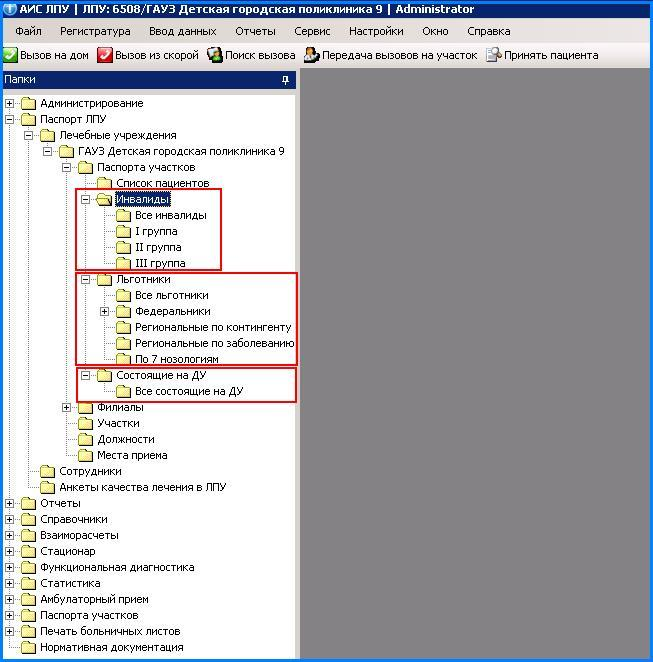 АИС ЛПУ | ЛПУ: 6508/ГАУЗ Детская городская поликлиника 9 | Administrator
Файл Регистратура Ввод данных Отчеты Сервис Настройки Окно Справка
Вызов на дом Вызов из скорой Поиск вызова Передача вызовов на участок Принять пациента
Папки
Администрирование
Паспорт ЛПУ
Лечебные учреждения
ГАУЗ Детская городская поликлиника 9
Паспорта участков
Список пациентов
Инвалиды
Все инвалиды
I группа
II группа
III группа
Льготники
Все льготники
Федеральники
Региональные по контингенту
Региональные по заболеванию
По 7 нозологиям
Состоящие на ДУ
Все состоящие на ДУ
Филиалы
Участки
Должности
Места приема
Сотрудники
Анкеты качества лечения в ЛПУ
Отчеты
Справочники
Взаиморасчеты
Стационар
Функциональная диагностика
Статистика
Амбулаторный прием
Паспорта участков
Печать больничных листов
Нормативная документация